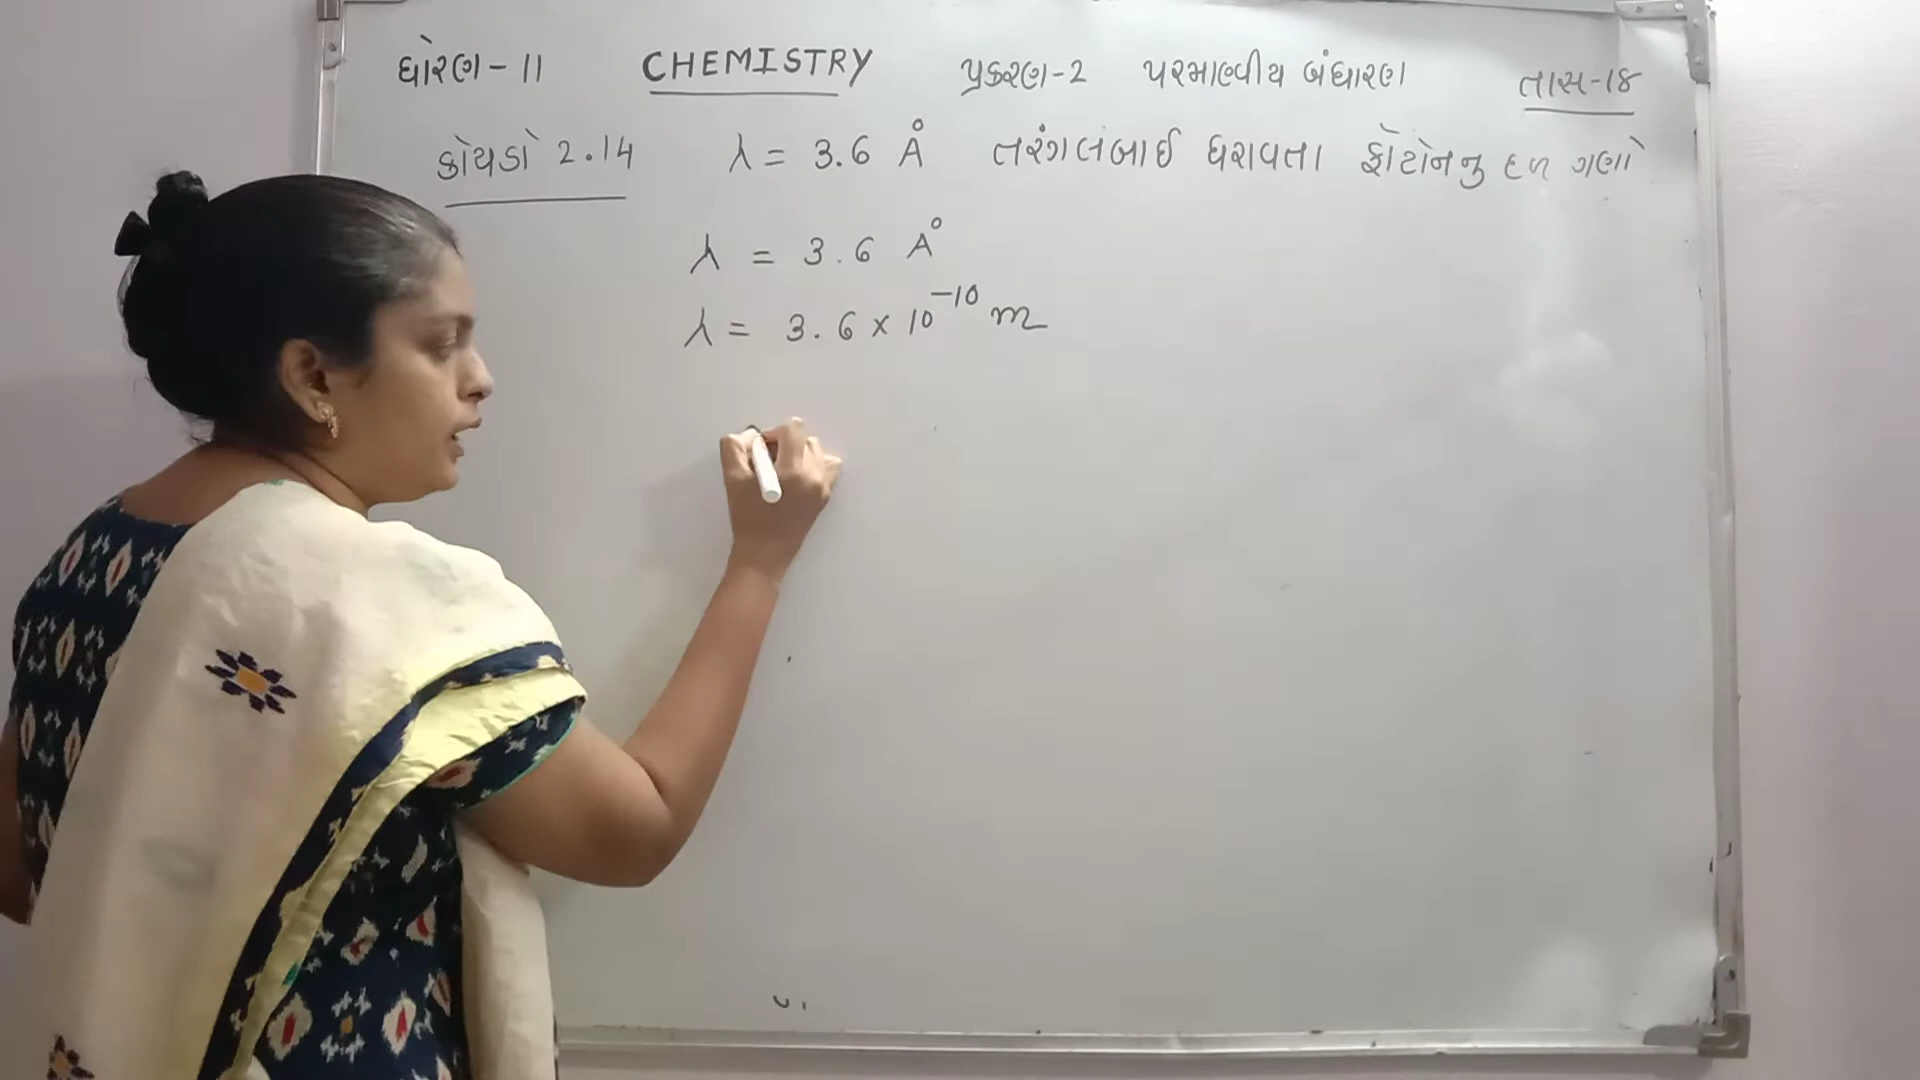 ધોરણ - 11 CHEMISTRY પ્રકરણ-2 પરમાણ્વીય બંધારણ તાસ-18
કોયડો 2.14 λ = 3.6 Å તરંગલંબાઈ ધરાવતા ફોટોનનુ દળ ગણો
λ = 3.6 A°
λ = 3.6 × 10⁻¹⁰ m